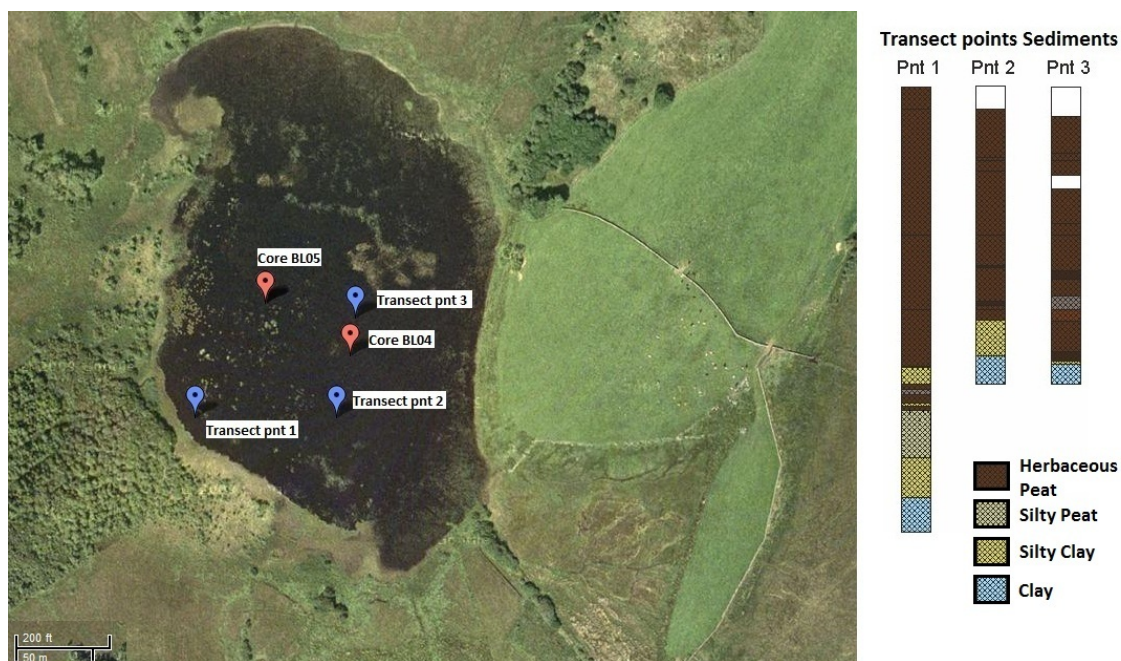 Transect points Sediments
Pnt 1 Pnt 2 Pnt 3
Core BL05
Transect pnt 3
Core BL04
Transect pnt 2
Transect pnt 1
Herbaceous
Peat
Silty Peat
Silty Clay
Clay
200 ft
50 m